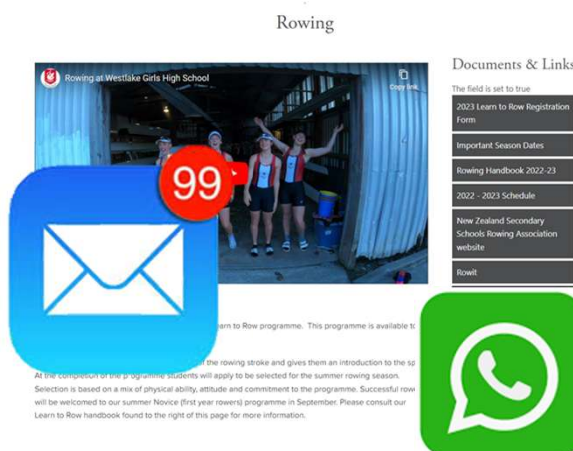 Rowing
Rowing at Westlake Girls High School
Copy link
99
Documents & Links
The field is set to true
2023 Learn to Row Registration
Form
Important Season Dates
Rowing Handbook 2022-23
2022 - 2023 Schedule
New Zealand Secondary
Schools Rowing Association
website
Rowit
to Row programme. This programme is available to
the rowing stroke and gives them an introduction to the sp
At the completion of the programme students will apply to be selected for the summer rowing season.
Selection is based on a mix of physical ability, attitude and commitment to the programme. Successful rowe
will be welcomed to our summer Novice (first year rowers) programme in September. Please consult our
Learn to Row handbook found to the right of this page for more information.